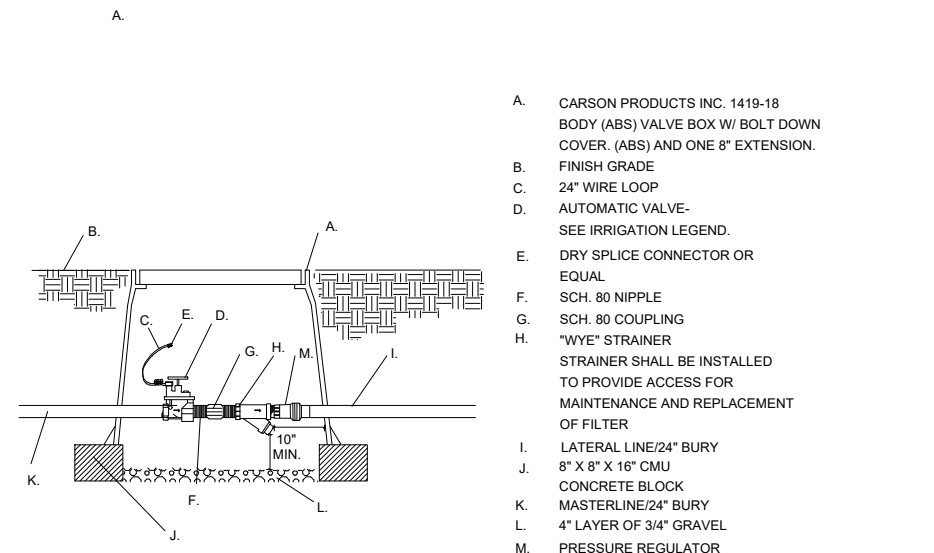 A.
A. CARSON PRODUCTS INC. 1419-18
BODY (ABS) VALVE BOX W/ BOLT DOWN
COVER. (ABS) AND ONE 8" EXTENSION.
B. FINISH GRADE
C. 24" WIRE LOOP
D. AUTOMATIC VALVE-
SEE IRRIGATION LEGEND.
E. DRY SPLICE CONNECTOR OR
EQUAL
F. SCH. 80 NIPPLE
G. SCH. 80 COUPLING
H. "WYE" STRAINER
STRAINER SHALL BE INSTALLED
TO PROVIDE ACCESS FOR
MAINTENANCE AND REPLACEMENT
OF FILTER
I. LATERAL LINE/24" BURY
J. 8" X 8" X 16" CMU
CONCRETE BLOCK
K. MASTERLINE/24" BURY
L. 4" LAYER OF 3/4" GRAVEL
M. PRESSURE REGULATOR
B.
A.
C.
E.
D.
G.
H.
M.
I.
10"
MIN.
K.
F.
L.
J.